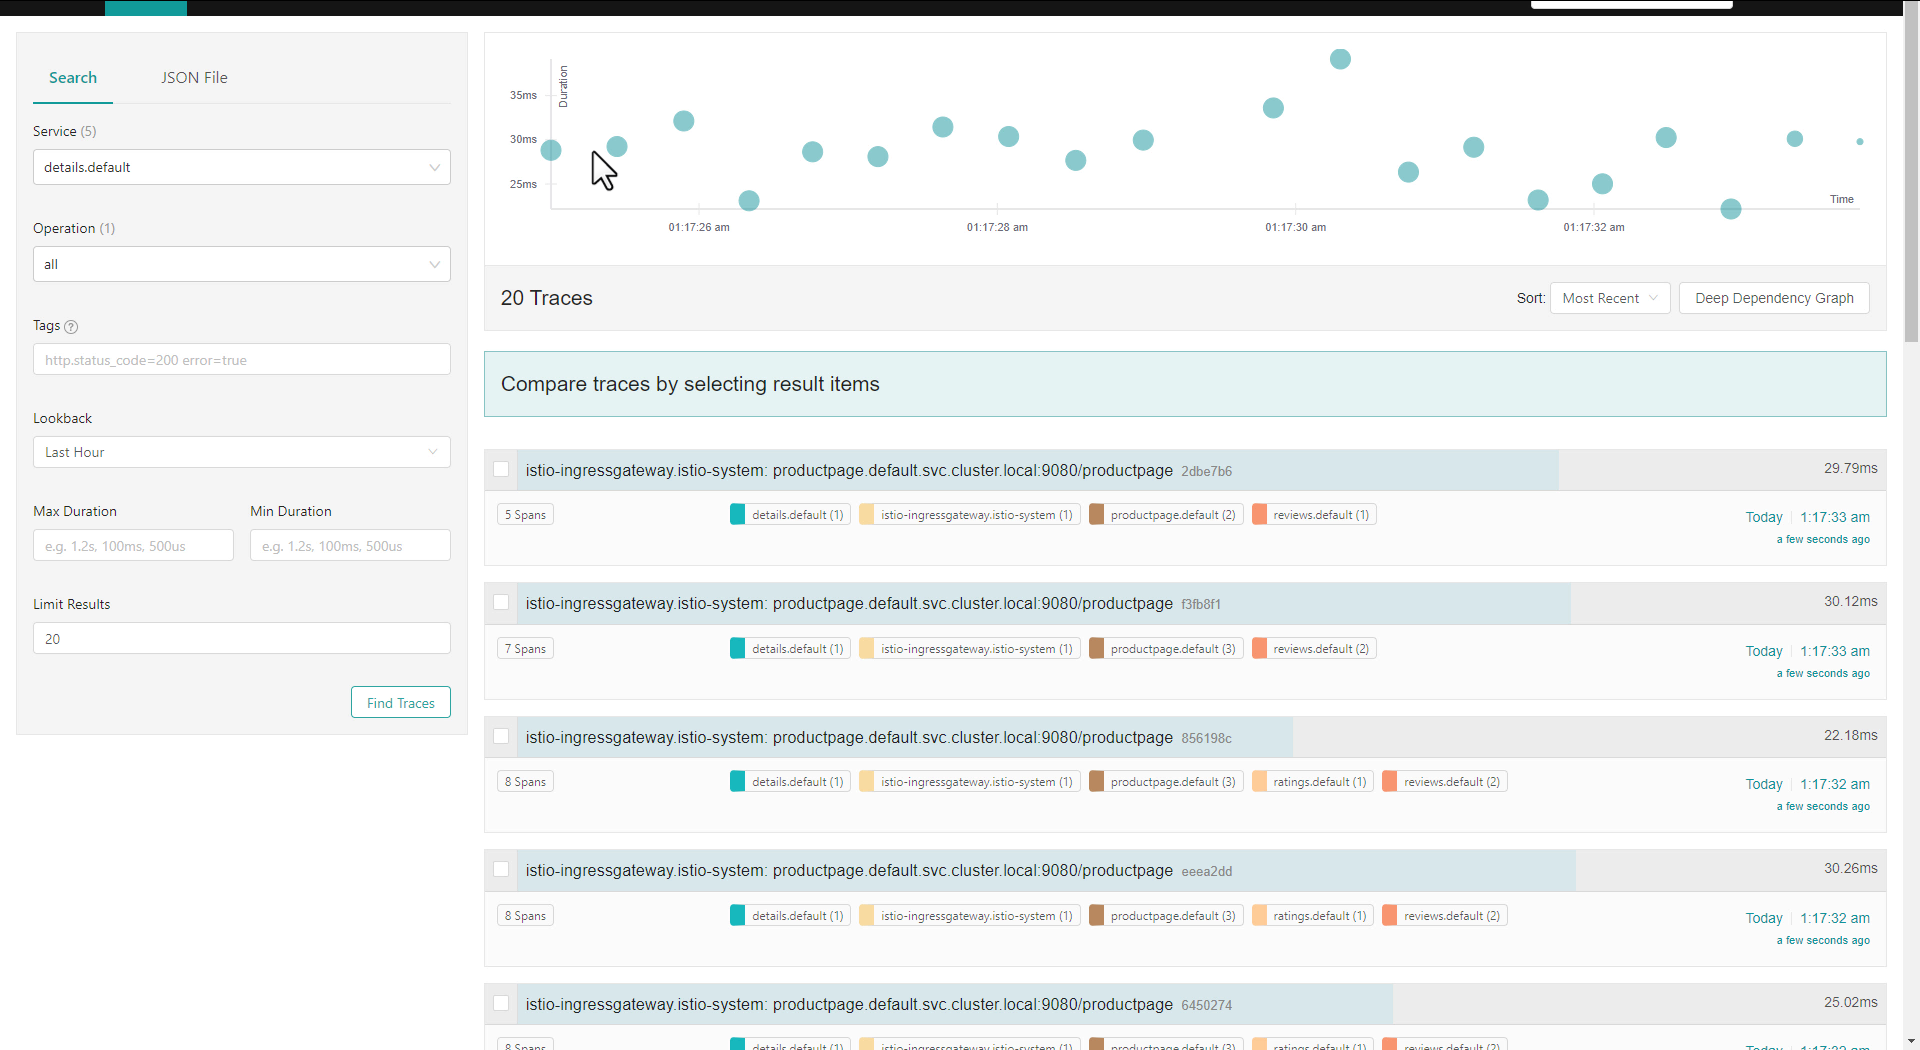 Search
JSON File
Service (5)
details.default
Operation (1)
all
Tags ?
http.status_code=200 error=true
Lookback
Last Hour
Max Duration
Min Duration
e.g. 1.2s, 100ms, 500us
e.g. 1.2s, 100ms, 500us
Limit Results
20
Find Traces
Duration
35ms
30ms
25ms
Time
01:17:26 am
01:17:28 am
01:17:30 am
01:17:32 am
20 Traces
Sort: Most Recent
Deep Dependency Graph
Compare traces by selecting result items
istio-ingressgateway.istio-system: productpage.default.svc.cluster.local:9080/productpage 2dbe7b6 29.79ms
5 Spans details.default (1) istio-ingressgateway.istio-system (1) productpage.default (2) reviews.default (1) Today 1:17:33 am
a few seconds ago
istio-ingressgateway.istio-system: productpage.default.svc.cluster.local:9080/productpage f3fb8f1 30.12ms
7 Spans details.default (1) istio-ingressgateway.istio-system (1) productpage.default (3) reviews.default (2) Today 1:17:33 am
a few seconds ago
istio-ingressgateway.istio-system: productpage.default.svc.cluster.local:9080/productpage 856198c 22.18ms
8 Spans details.default (1) istio-ingressgateway.istio-system (1) productpage.default (3) ratings.default (1) reviews.default (2) Today 1:17:32 am
a few seconds ago
istio-ingressgateway.istio-system: productpage.default.svc.cluster.local:9080/productpage eeea2dd 30.26ms
8 Spans details.default (1) istio-ingressgateway.istio-system (1) productpage.default (3) ratings.default (1) reviews.default (2) Today 1:17:32 am
a few seconds ago
istio-ingressgateway.istio-system: productpage.default.svc.cluster.local:9080/productpage 6450274 25.02ms
8 Spans details.default (1) istio-ingressgateway.istio-system (1) productpage.default (3) ratings.default (1) reviews.default (2) Today 1:17:32 am